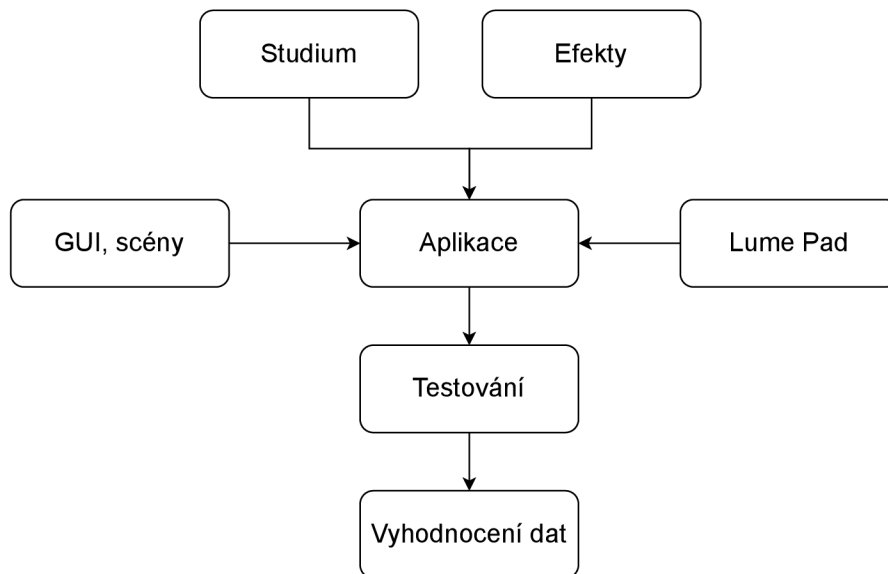 Studium
Efekty
GUI, scény
Aplikace
Lume Pad
Testování
Vyhodnocení dat